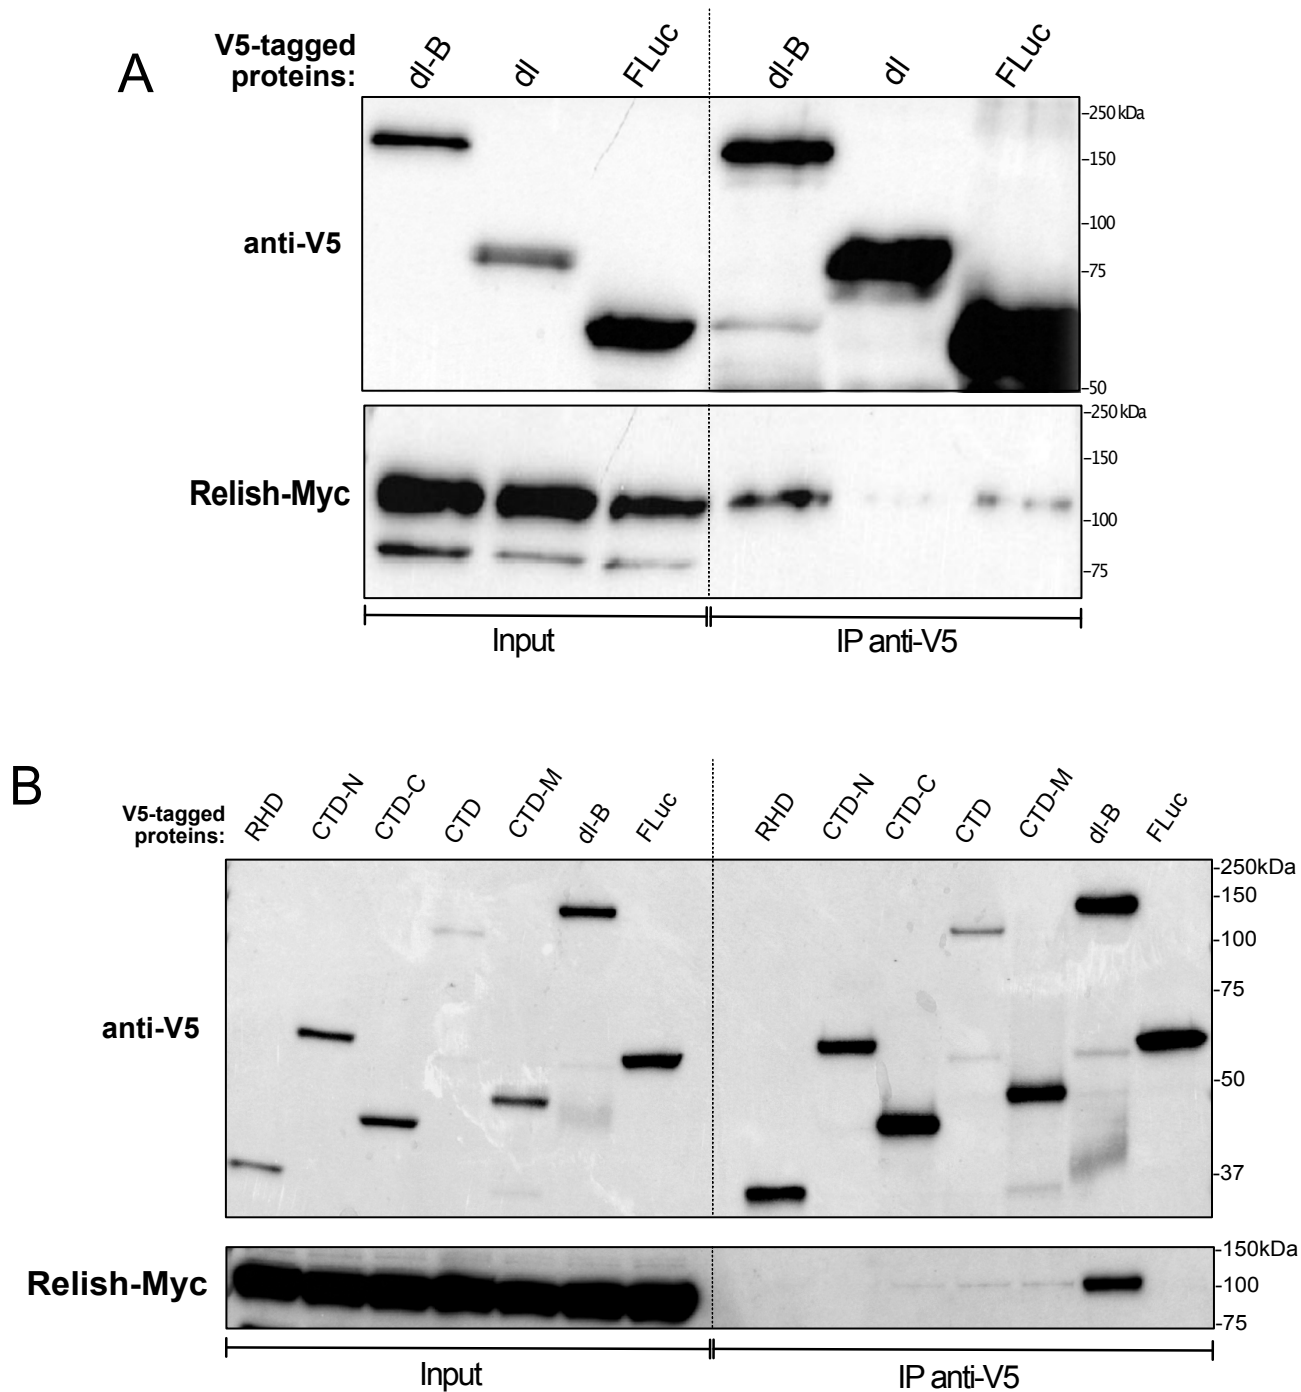 A
V5-tagged
proteins:
dl-B
dl
FLuc
dl-B
dl
FLuc
anti-V5
-250 kDa
-150
-100
-75
-50
Relish-Myc
-250 kDa
-150
-100
-75
Input
IP anti-V5
B
V5-tagged
proteins:
RHD
CTD-N
CTD-C
CTD
CTD-M
dl-B
FLuc
RHD
CTD-N
CTD-C
CTD
CTD-M
dl-B
FLuc
anti-V5
-250kDa
-150
-100
-75
-50
-37
Relish-Myc
-150kDa
-100
-75
Input
IP anti-V5